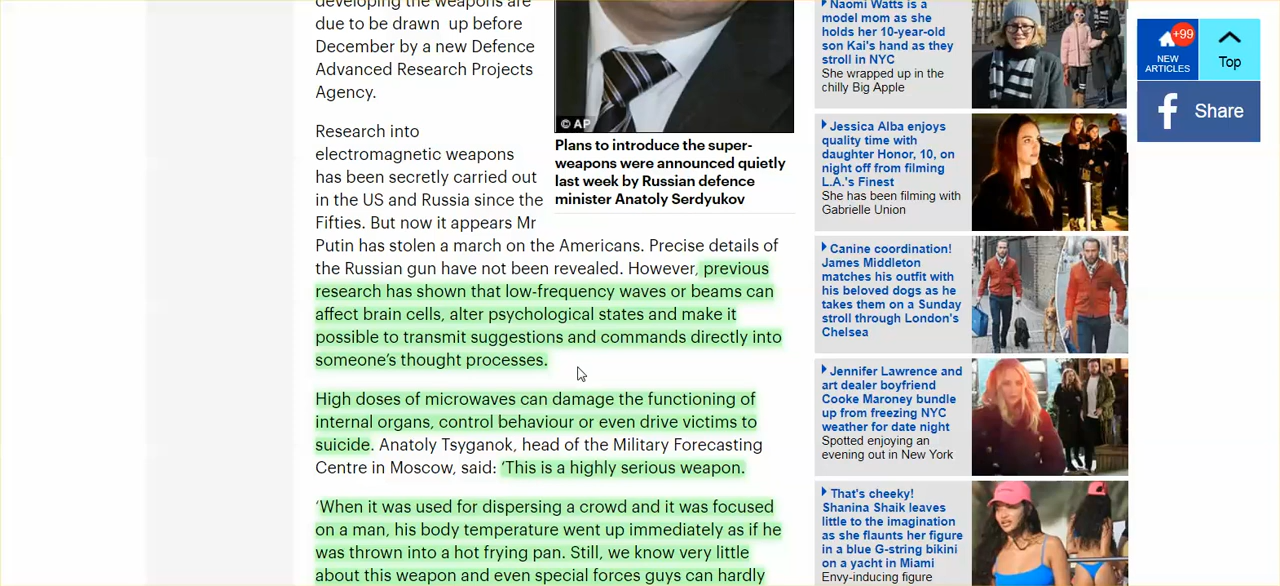 developing the weapons are
due to be drawn up before
December by a new Defence
Advanced Research Projects
Agency.
Research into
electromagnetic weapons
has been secretly carried out
in the US and Russia since the
Fifties. But now it appears Mr
Putin has stolen a march on the Americans. Precise details of
the Russian gun have not been revealed. However, previous
research has shown that low-frequency waves or beams can
affect brain cells, alter psychological states and make it
possible to transmit suggestions and commands directly into
someone's thought processes.
High doses of microwaves can damage the functioning of
internal organs, control behaviour or even drive victims to
suicide. Anatoly Tsyganok, head of the Military Forecasting
Centre in Moscow, said: 'This is a highly serious weapon.
'When it was used for dispersing a crowd and it was focused
on a man, his body temperature went up immediately as if he
was thrown into a hot frying pan. Still, we know very little
about this weapon and even special forces guys can hardly
© AP
Plans to introduce the super-
weapons were announced quietly
last week by Russian defence
minister Anatoly Serdyukov
Naomi Watts is a
model mom as she
holds her 10-year-old
son Kai's hand as they
stroll in NYC
She wrapped up in the
chilly Big Apple
Jessica Alba enjoys
quality time with
daughter Honor, 10, on
night off from filming
L.A.'s Finest
She has been filming with
Gabrielle Union
Canine coordination!
James Middleton
matches his outfit with
his beloved dogs as he
takes them on a Sunday
stroll through London's
Chelsea
Jennifer Lawrence and
art dealer boyfriend
Cooke Maroney bundle
up from freezing NYC
weather for date night
Spotted enjoying an
evening out in New York
That's cheeky!
Shanina Shaik leaves
little to the imagination
as she flaunts her figure
in a blue G-string bikini
on a yacht in Miami
Envy-inducing figure
+99
NEW
ARTICLES
Top
f Share